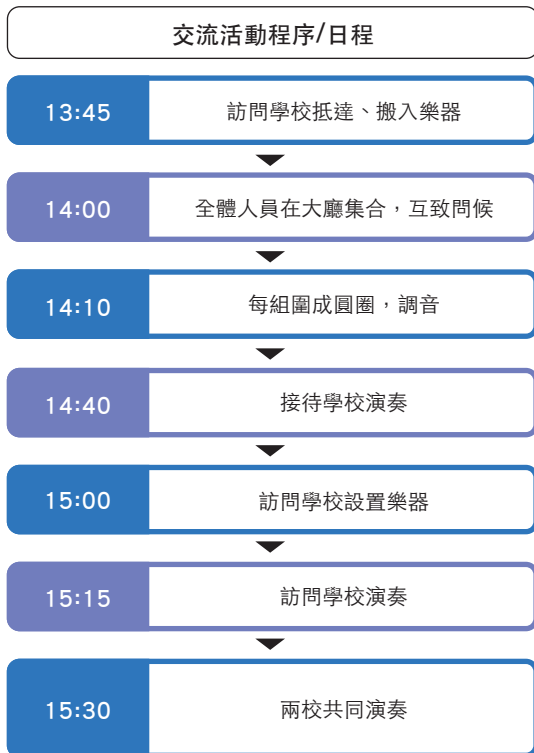 交流活動程序/日程
13:45 訪問學校抵達、搬入樂器
14:00 全體人員在大廳集合，互致問候
14:10 每組圍成圓圈，調音
14:40 接待學校演奏
15:00 訪問學校設置樂器
15:15 訪問學校演奏
15:30 兩校共同演奏